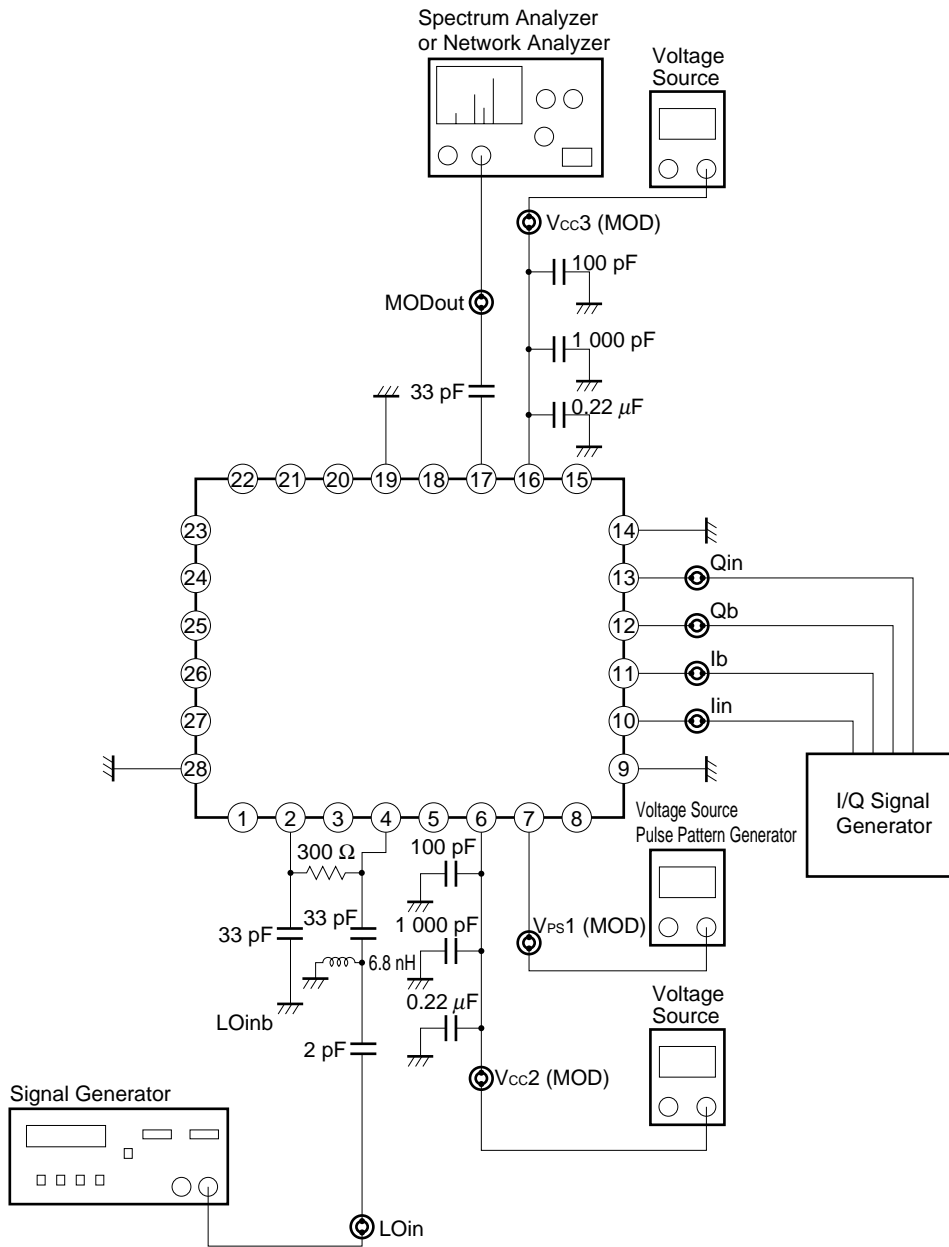 Spectrum Analyzer
or Network Analyzer
Voltage
Source
VCC3 (MOD)
100 pF
MODout
1 000 pF
33 pF
0.22 μF
22 21 20 19 18 17 16 15
23
14
24
13
Qin
25
12
Qb
26
11
Ib
27
10
Iin
28
9
1 2 3 4 5 6 7 8
I/Q Signal
Generator
Voltage Source
Pulse Pattern Generator
300 Ω
100 pF
33 pF
33 pF
1 000 pF
VPS1 (MOD)
6.8 nH
0.22 μF
LOinb
2 pF
Voltage
Source
VCC2 (MOD)
Signal Generator
LOin